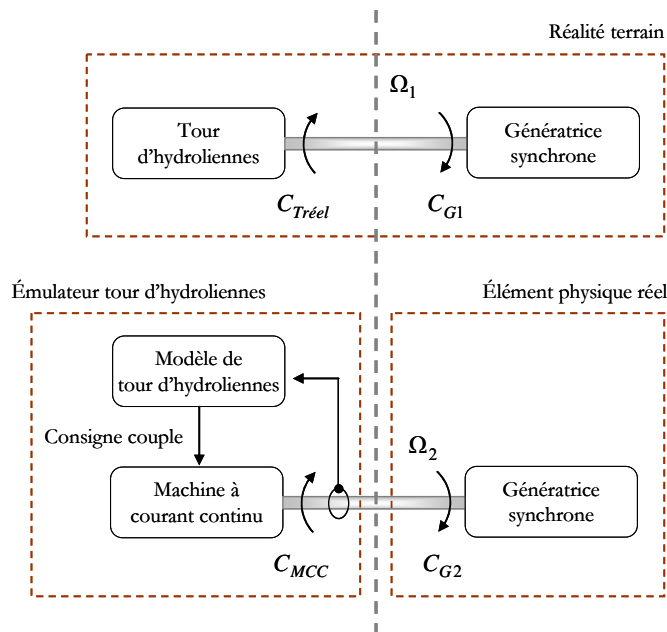 Réalité terrain
Ω1
Tour
d'hydroliennes
Génératrice
synchrone
CTréel
CG1
Émulateur tour d'hydroliennes
Élément physique réel
Modèle de
tour d'hydroliennes
Consigne couple
Ω2
Machine à
courant continu
Génératrice
synchrone
CMCC
CG2